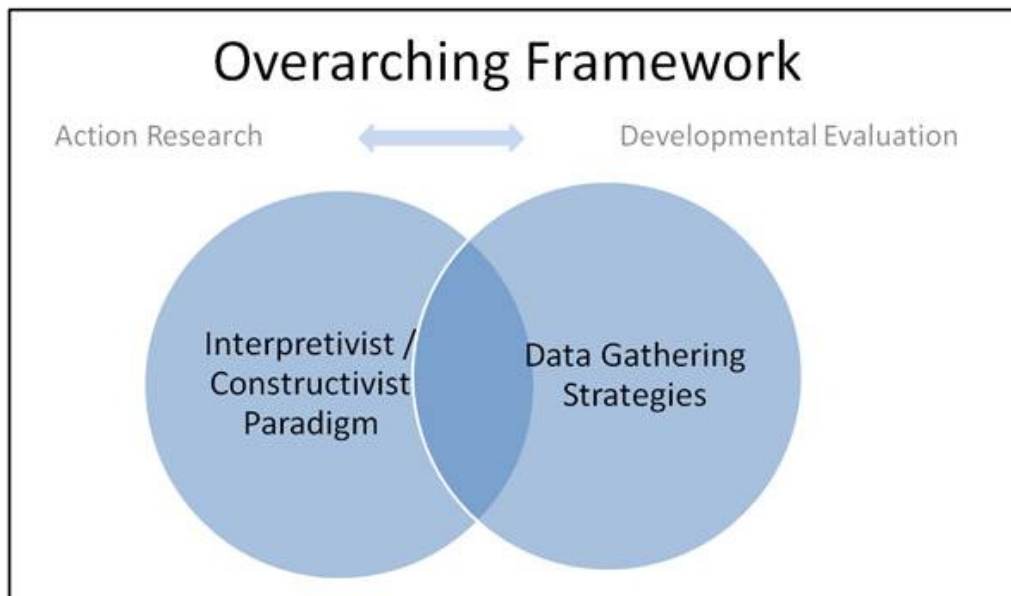 Overarching Framework
Action Research
Developmental Evaluation
Interpretivist /
Constructivist
Paradigm
Data Gathering
Strategies